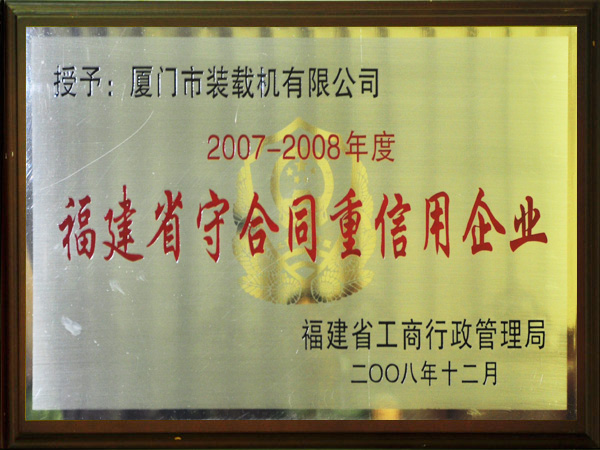 授予：厦门市装载机有限公司
2007-2008年度
福建省守合同重信用企业
福建省工商行政管理局
二OO八年十二月